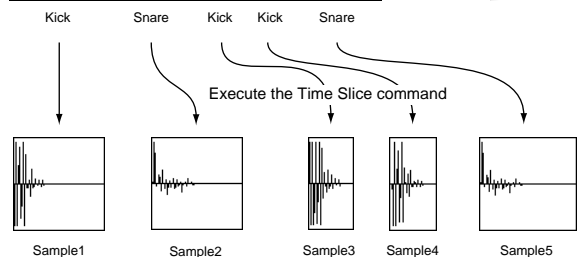 Kick Snare Kick Kick Snare
Execute the Time Slice command
Sample1 Sample2 Sample3 Sample4 Sample5